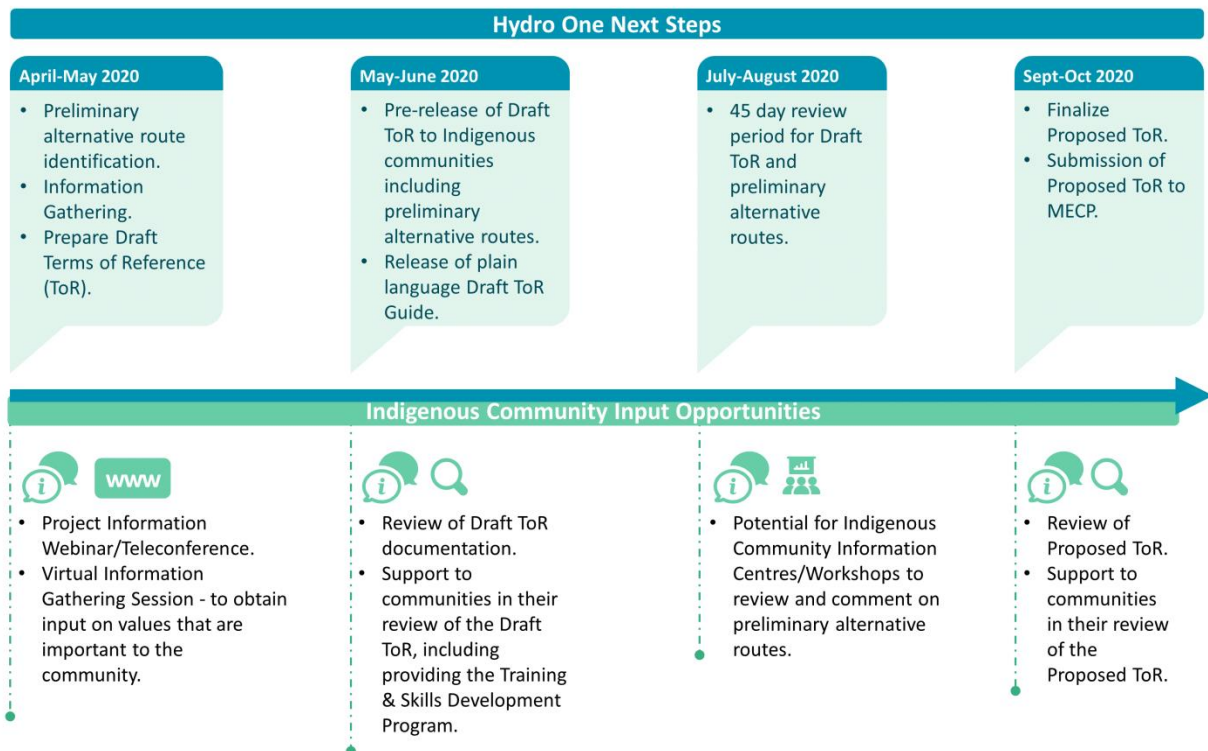 Hydro One Next Steps
April-May 2020
• Preliminary
alternative route
identification.
• Information
Gathering.
• Prepare Draft
Terms of Reference
(ToR).
May-June 2020
• Pre-release of Draft
ToR to Indigenous
communities
including
preliminary
alternative routes.
• Release of plain
language Draft ToR
Guide.
July-August 2020
• 45 day review
period for Draft
ToR and
preliminary
alternative
routes.
Sept-Oct 2020
• Finalize
Proposed ToR.
• Submission of
Proposed ToR to
MECP.
Indigenous Community Input Opportunities
i
www
• Project Information
Webinar/Teleconference.
• Virtual Information
Gathering Session - to obtain
input on values that are
important to the
community.
i
• Review of Draft ToR
documentation.
• Support to
communities in their
review of the Draft
ToR, including
providing the Training
& Skills Development
Program.
i
• Potential for Indigenous
Community Information
Centres/Workshops to
review and comment on
preliminary alternative
routes.
i
• Review of
Proposed ToR.
• Support to
communities
in their review
of the
Proposed ToR.